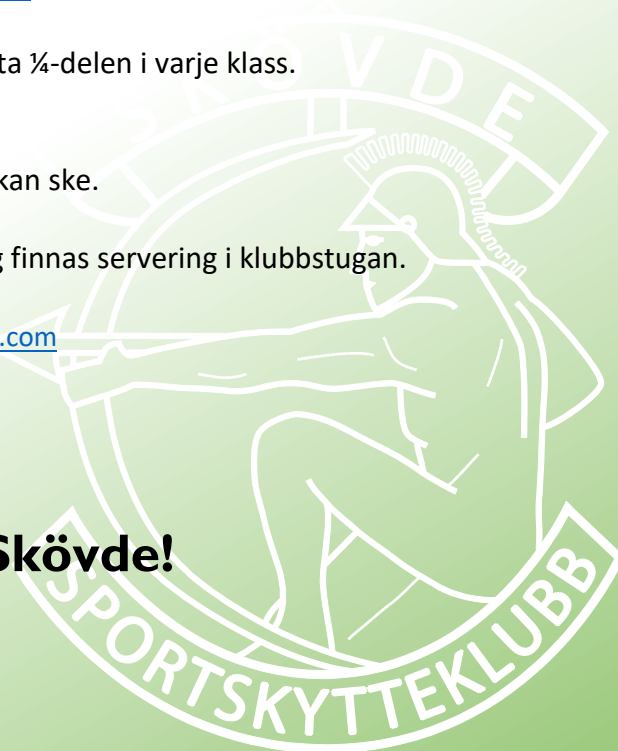 ta ¼-delen i varje klass.
SKÖVDE
kan ske.
g finnas servering i klubbstugan.
.com
Skövde!
SPORTSKYTTEKLUBB